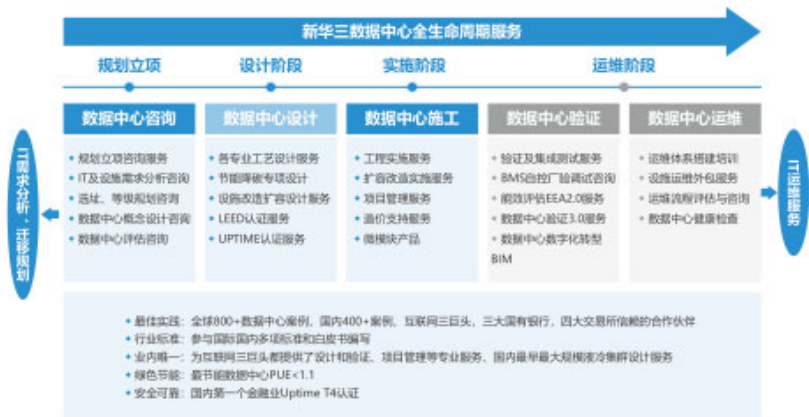 新华三数据中心全生命周期服务
规划立项
设计阶段
实施阶段
运维阶段
IT需求分析、迁移规划
数据中心咨询
• 规划立项咨询服务
• IT及设施需求分析咨询
• 选址、等级规划咨询
• 数据中心概念设计咨询
• 数据中心评估咨询
数据中心设计
• 各专业工艺设计服务
• 节能降碳专项设计
• 设施改造扩容设计服务
• LEED认证服务
• UPTIME认证服务
数据中心施工
• 工程实施服务
• 扩容改造实施服务
• 项目管理服务
• 造价支持服务
• 微模块产品
数据中心验证
• 验证及集成测试服务
• BMS自控厂验调试咨询
• 能效评估EEA2.0服务
• 数据中心验证3.0服务
• 数据中心数字化转型
BIM
数据中心运维
• 运维体系搭建培训
• 设施运维外包服务
• 运维流程评估与咨询
• 数据中心健康检查
IT运维服务
• 最佳实践：全球800+数据中心案例，国内400+案例，互联网三巨头，三大国有银行，四大交易所信赖的合作伙伴
• 行业标准：参与国际国内多项标准和白皮书编写
• 业内唯一：为互联网三巨头都提供了设计和验证、项目管理等专业服务、国内最早最大规模液冷集群设计服务
• 绿色节能：最节能数据中心PUE<1.1
• 安全可靠：国内第一个金融业Uptime T4认证